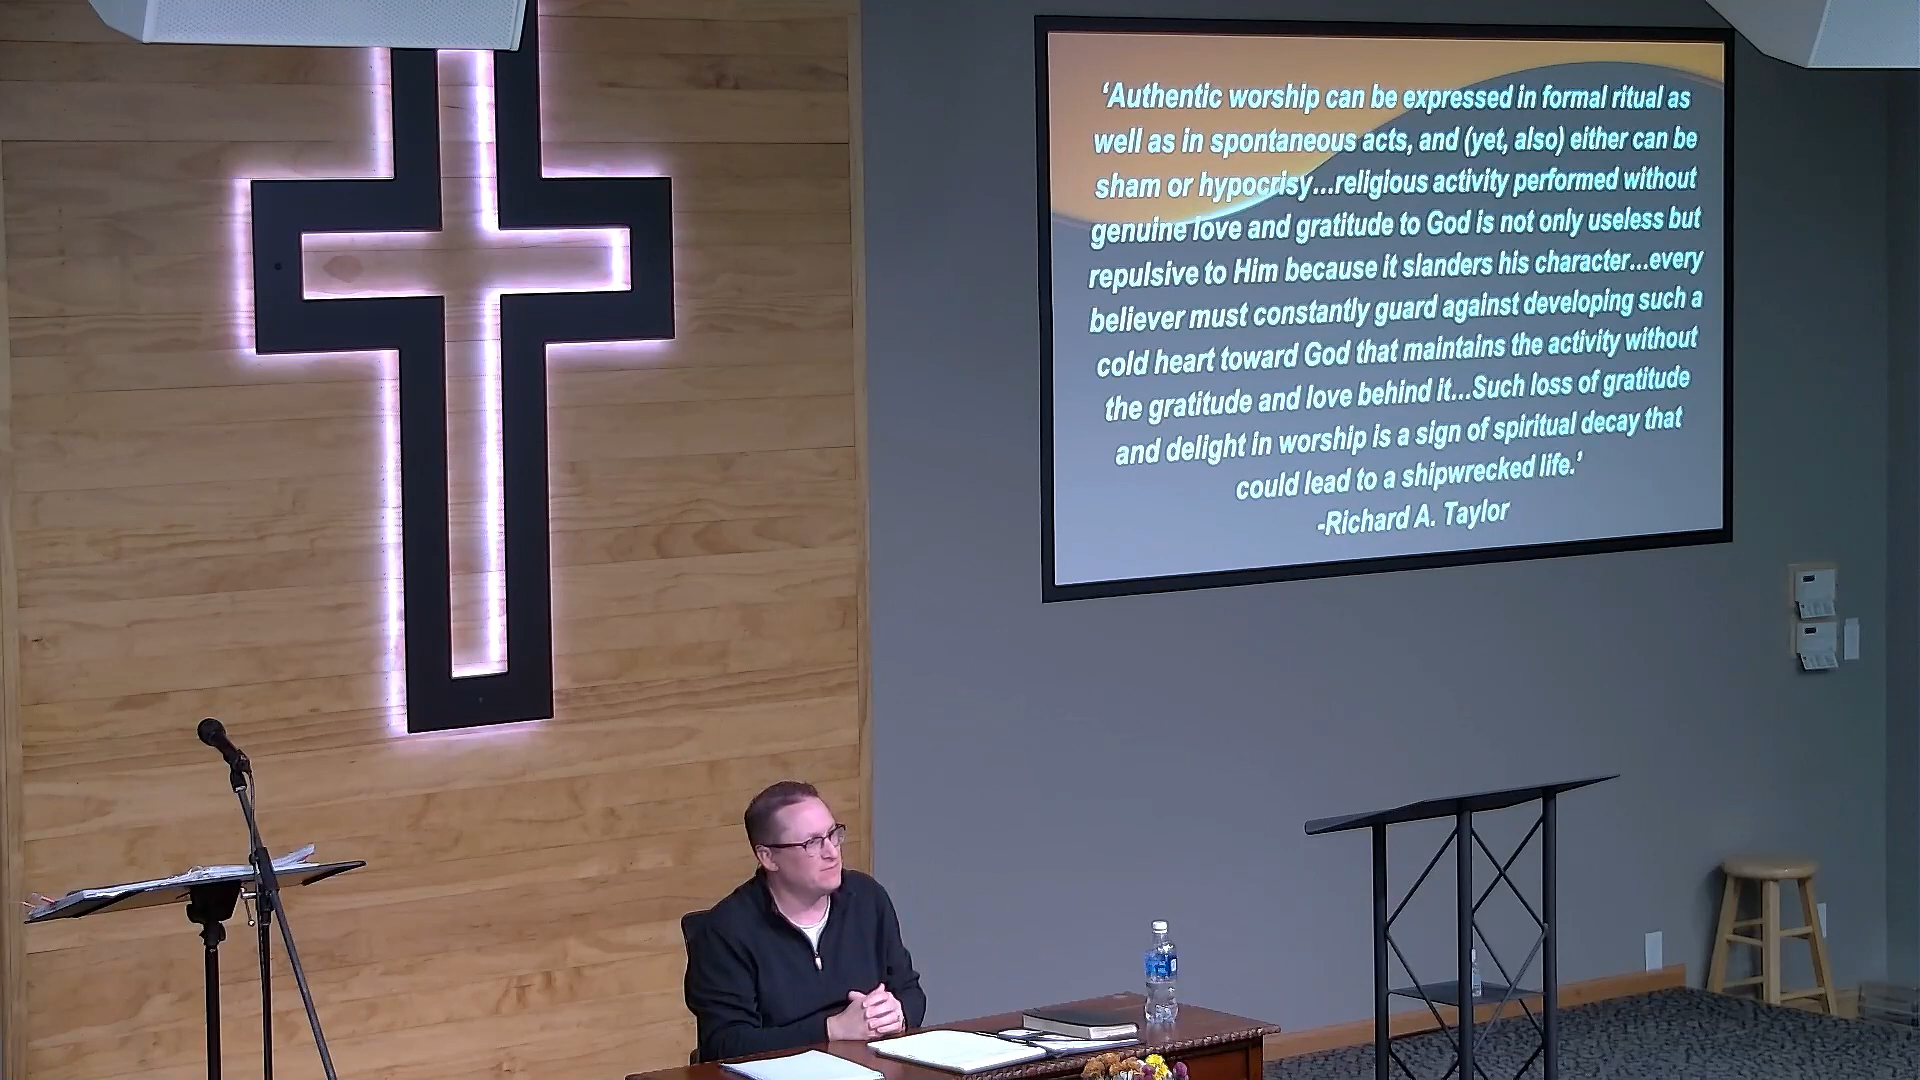 ‘Authentic worship can be expressed in formal ritual as
well as in spontaneous acts, and (yet, also) either can be
sham or hypocrisy...religious activity performed without
genuine love and gratitude to God is not only useless but
repulsive to Him because it slanders his character...every
believer must constantly guard against developing such a
cold heart toward God that maintains the activity without
the gratitude and love behind it...Such loss of gratitude
and delight in worship is a sign of spiritual decay that
could lead to a shipwrecked life.’
-Richard A. Taylor